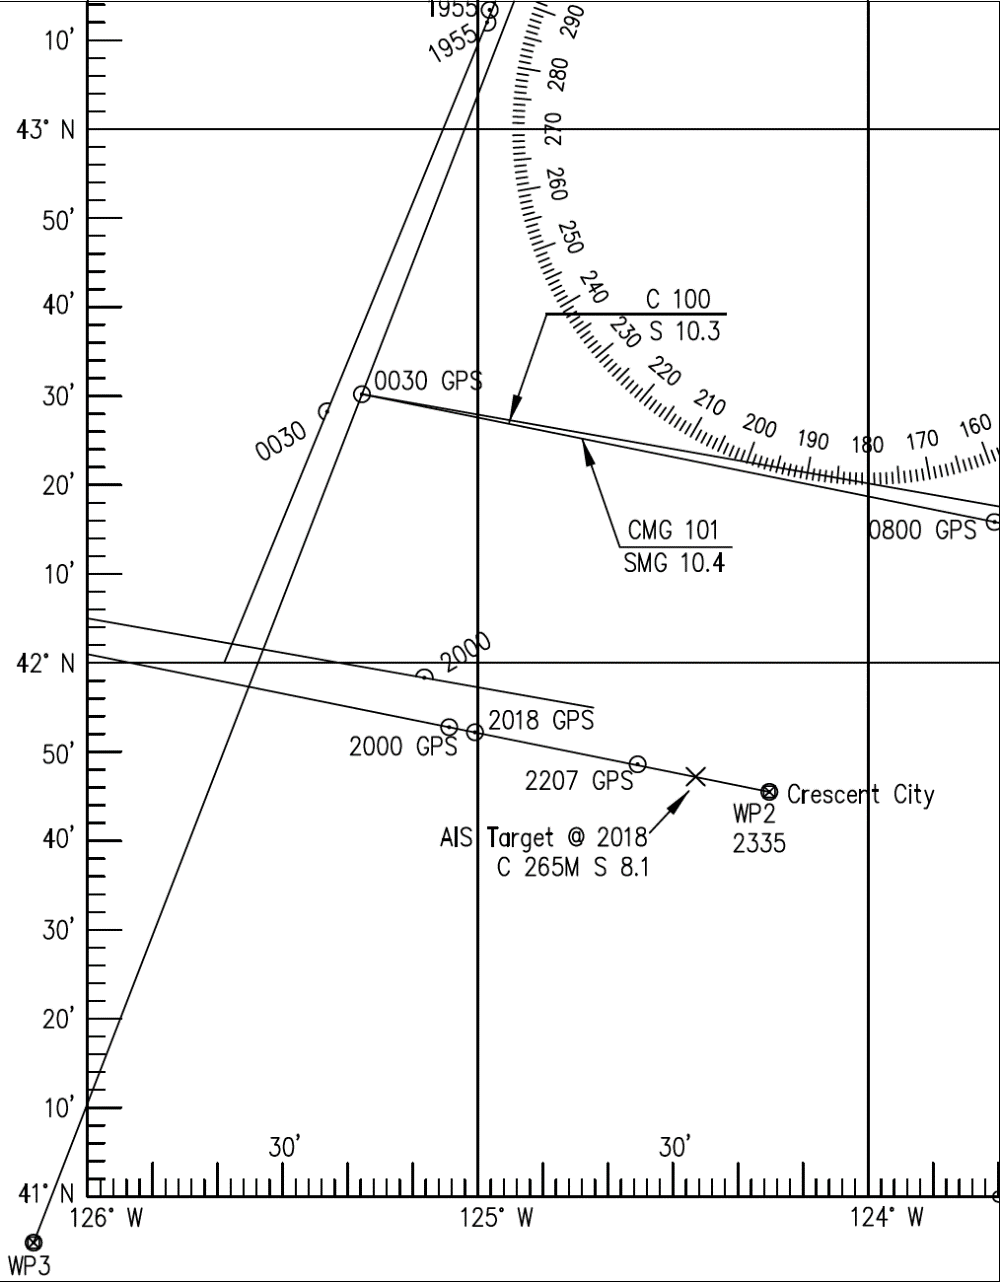 1955
1955
290
10'
280
43° N
270
260
50'
250
40'
240
C 100
S 10.3
230
220
30'
0030 GPS
210
200
190
180
170
160
0030
20'
CMG 101
SMG 10.4
0800 GPS
10'
2000
42° N
2018 GPS
2000 GPS
50'
2207 GPS
Crescent City
WP2
2335
40'
AIS Target @ 2018
C 265M S 8.1
30'
20'
10'
30'
30'
41° N
126° W
125° W
124° W
WP3